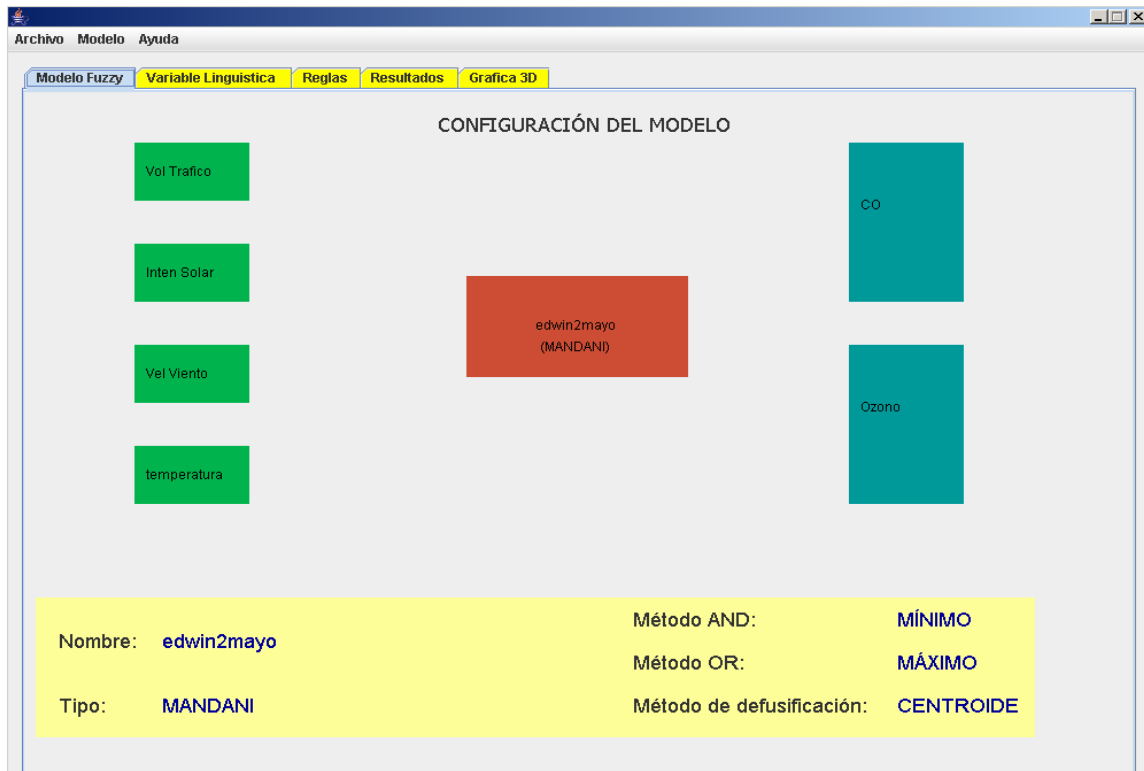 Archivo Modelo Ayuda
Modelo Fuzzy Variable Linguistica Reglas Resultados Grafica 3D
CONFIGURACIÓN DEL MODELO
Vol Trafico
Inten Solar
Vel Viento
temperatura
edwin2mayo
(MANDANI)
CO
Ozono
Nombre: edwin2mayo
Tipo: MANDANI
Método AND: MÍNIMO
Método OR: MÁXIMO
Método de defusificación: CENTROIDE